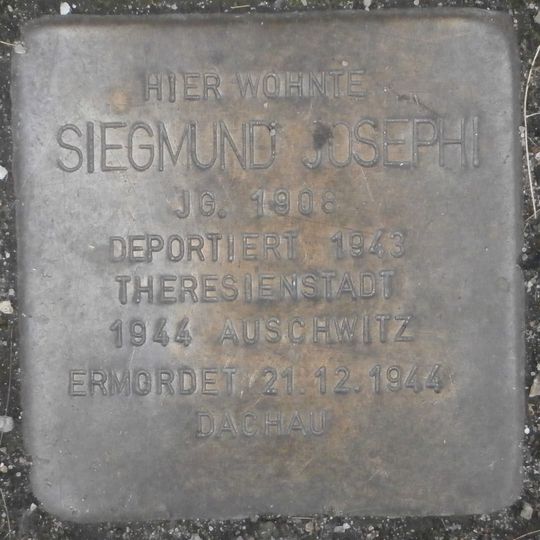 HIER WOHNTE
SIEGMUND JOSEPHI
JG. 1908
DEPORTIERT 1943
THERESIENSTADT
1944 AUSCHWITZ
ERMORDET 21.12.1944
DACHAU